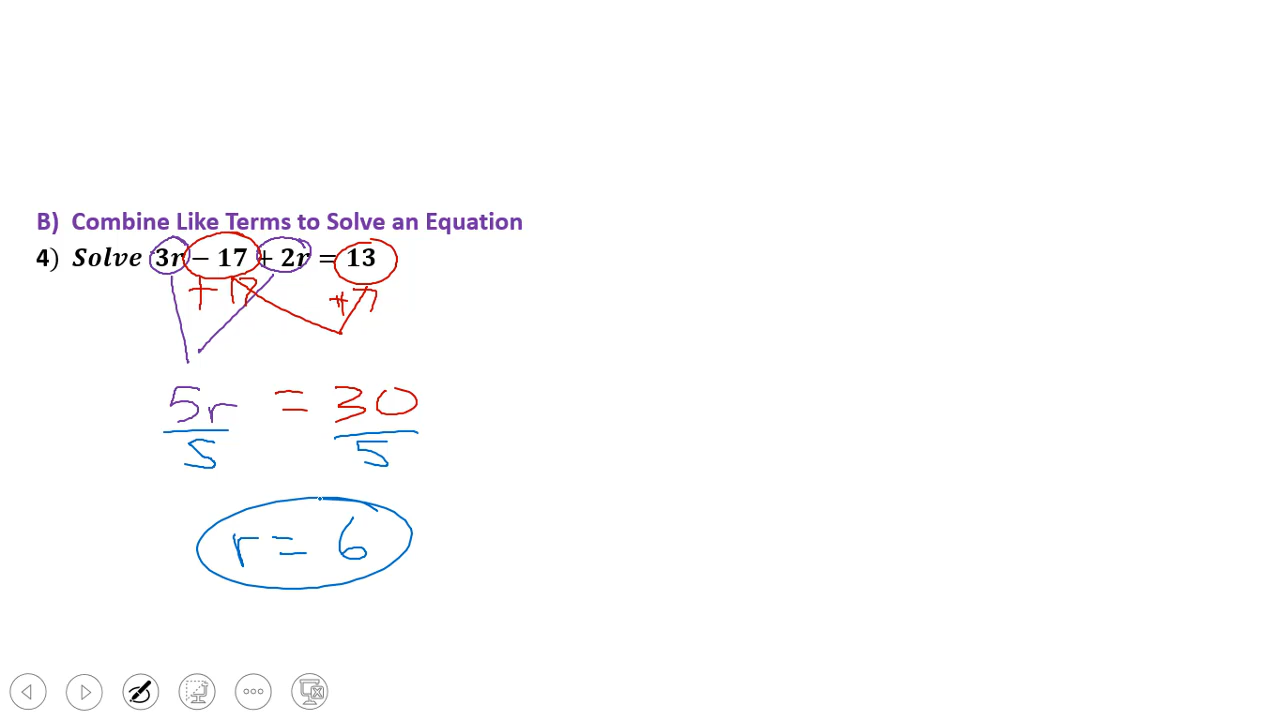 B) Combine Like Terms to Solve an Equation
4) Solve 3r − 17 + 2r = 13
+ 17 +17
5r = 30
5 5
r = 6